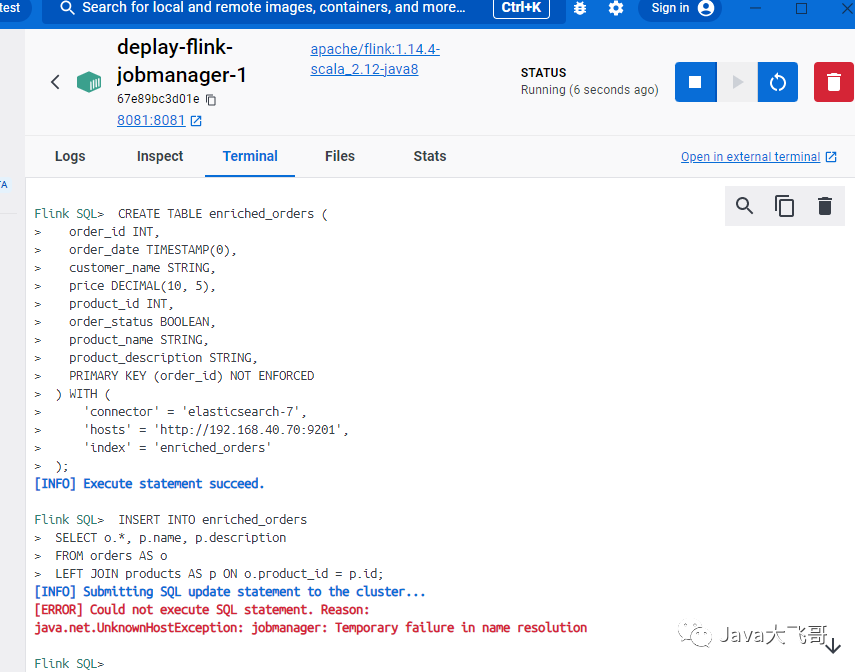 test
Search for local and remote images, containers, and more...
Ctrl+K
Sign in
deplay-flink-
jobmanager-1
67e89bc3d01e
8081:8081
apache/flink:1.14.4-
scala_2.12-java8
STATUS
Running (6 seconds ago)
Logs Inspect Terminal Files Stats
Open in external terminal
Flink SQL>  CREATE TABLE enriched_orders (
>    order_id INT,
>    order_date TIMESTAMP(0),
>    customer_name STRING,
>    price DECIMAL(10, 5),
>    product_id INT,
>    order_status BOOLEAN,
>    product_name STRING,
>    product_description STRING,
>    PRIMARY KEY (order_id) NOT ENFORCED
>  ) WITH (
>      'connector' = 'elasticsearch-7',
>      'hosts' = 'http://192.168.40.70:9201',
>      'index' = 'enriched_orders'
>  );
[INFO] Execute statement succeed.
Flink SQL>  INSERT INTO enriched_orders
>  SELECT o.*, p.name, p.description
>  FROM orders AS o
>  LEFT JOIN products AS p ON o.product_id = p.id;
[INFO] Submitting SQL update statement to the cluster...
[ERROR] Could not execute SQL statement. Reason:
java.net.UnknownHostException: jobmanager: Temporary failure in name resolution
Java大飞哥
Flink SQL>